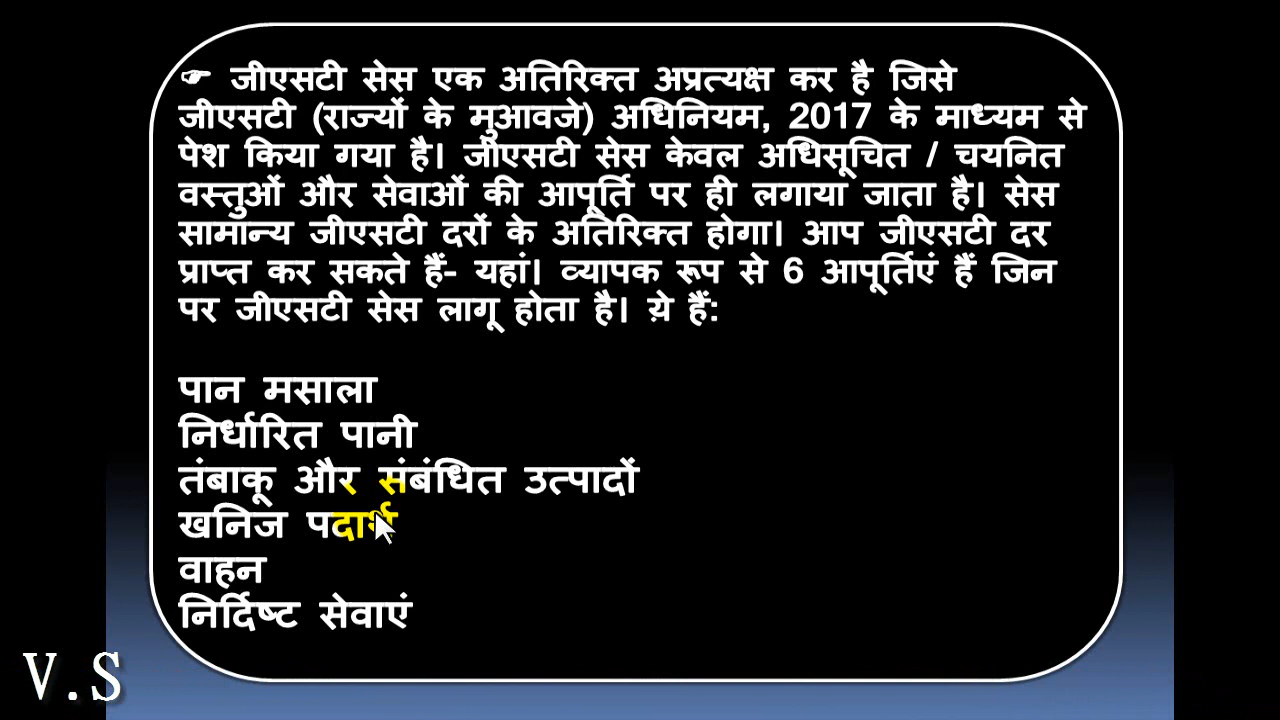 ☞ जीएसटी सेस एक अतिरिक्त अप्रत्यक्ष कर है जिसे
जीएसटी (राज्यों के मुआवजे) अधिनियम, 2017 के माध्यम से
पेश किया गया है। जीएसटी सेस केवल अधिसूचित / चयनित
वस्तुओं और सेवाओं की आपूर्ति पर ही लगाया जाता है। सेस
सामान्य जीएसटी दरों के अतिरिक्त होगा। आप जीएसटी दर
प्राप्त कर सकते हैं- यहां। व्यापक रूप से 6 आपूर्तिएं हैं जिन
पर जीएसटी सेस लागू होता है। य़े हैं:
पान मसाला
निर्धारित पानी
तंबाकू और संबंधित उत्पादों
खनिज पदार्थ
वाहन
निर्दिष्ट सेवाएं
V.S